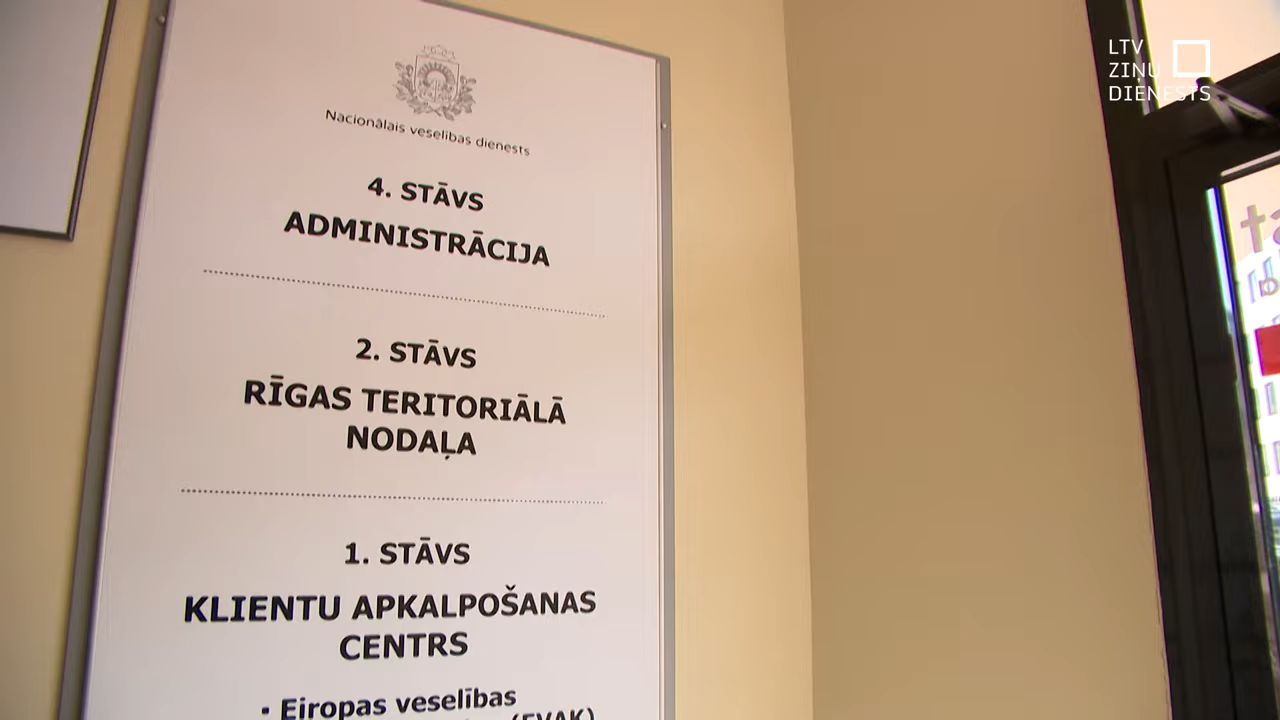 Nacionālais veselības dienests
4. STĀVS
ADMINISTRĀCIJA
2. STĀVS
RĪGAS TERITORIĀLĀ
NODAĻA
1. STĀVS
KLIENTU APKALPOŠANAS
CENTRS
• Eiropas veselības
(EVAK)
LTV
ZIŅU
DIENESTS